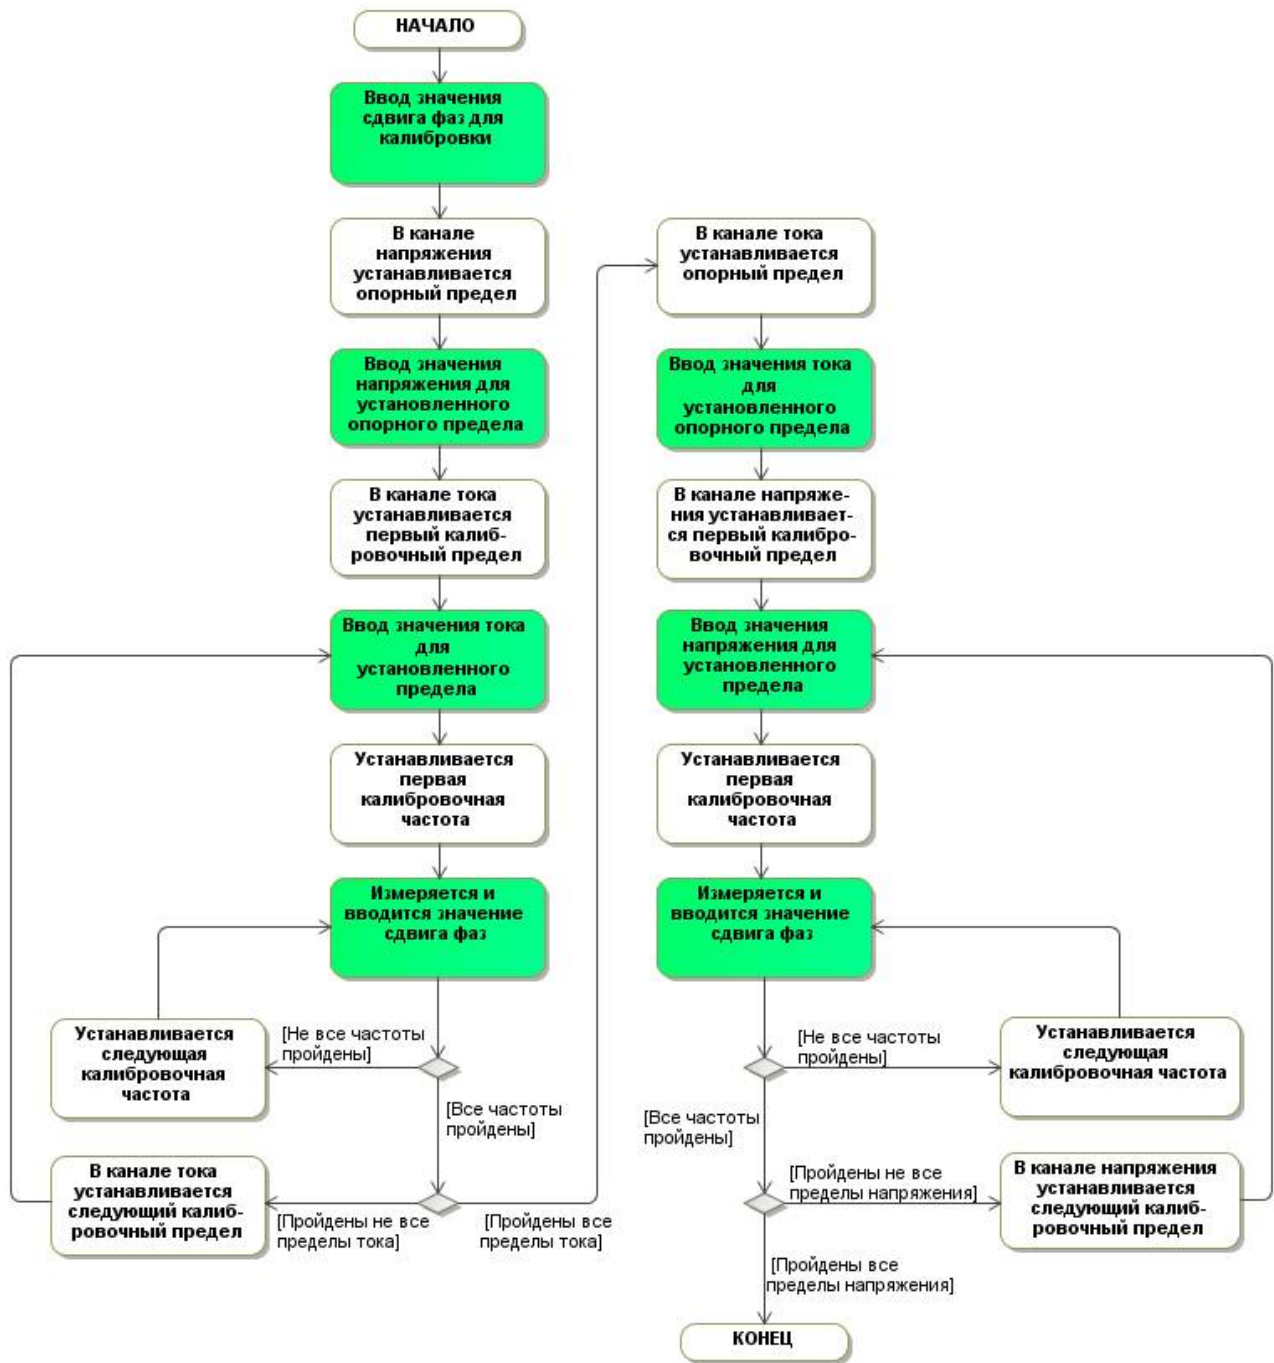 НАЧАЛО
Ввод значения
сдвига фаз для
калибровки
В канале
напряжения
устанавливается
опорный предел
Ввод значения
напряжения для
установленного
опорного предела
В канале тока
устанавливается
первый калиб-
ровочный предел
Ввод значения тока
для
установленного
предела
Устанавливается
первая
калибровочная
частота
Измеряется и
вводится значение
сдвига фаз
[Не все частоты
пройдены]
Устанавливается
следующая
калибровочная
частота
[Все частоты
пройдены]
В канале тока
устанавливается
следующий калиб-
ровочный предел
[Пройдены не все
пределы тока]
[Пройдены все
пределы тока]
В канале тока
устанавливается
опорный предел
Ввод значения тока
для
установленного
опорного предела
В канале напряже-
ния устанавливает-
ся первый калибро-
вочный предел
Ввод значения
напряжения для
установленного
предела
Устанавливается
первая
калибровочная
частота
Измеряется и
вводится значение
сдвига фаз
[Не все частоты
пройдены]
Устанавливается
следующая
калибровочная частота
[Все частоты
пройдены]
[Пройдены не все
пределы напряжения]
В канале напряжения
устанавливается
следующий калиб-
ровочный предел
[Пройдены все
пределы напряжения]
КОНЕЦ